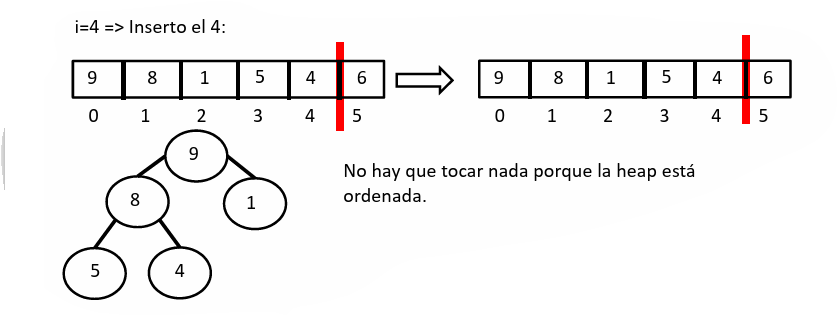 i=4 => Inserto el 4:
9 8 1 5 4 6
0 1 2 3 4 5
9 8 1 5 4 6
0 1 2 3 4 5
9
8 1
5 4
No hay que tocar nada porque la heap está
ordenada.